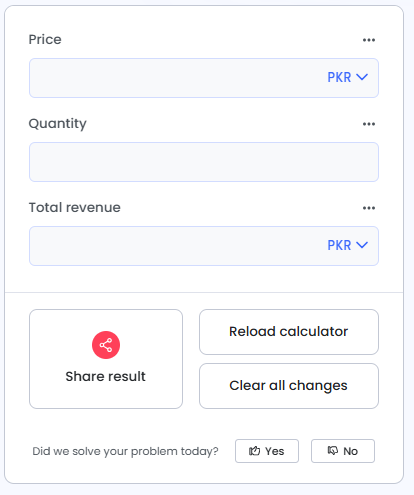 Price
PKR
Quantity
Total revenue
PKR
Share result
Reload calculator
Clear all changes
Did we solve your problem today? Yes No